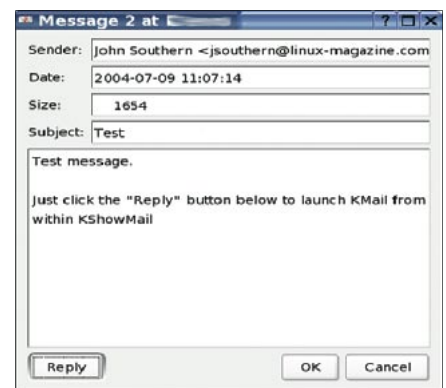 Message 2 at
Sender: John Southern <jsouthern@linux-magazine.com
Date: 2004-07-09 11:07:14
Size: 1654
Subject: Test
Test message.
Just click the "Reply" button below to launch KMail from
within KShowMail
Reply OK Cancel